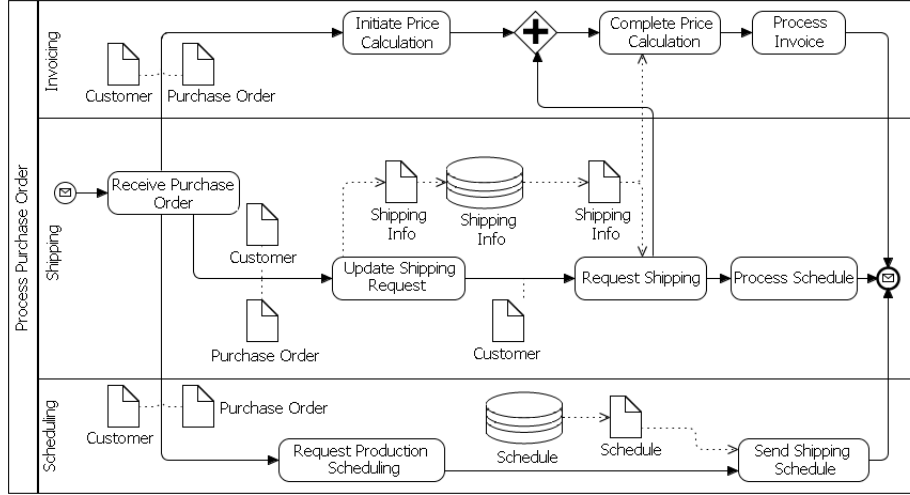 Process Purchase Order
Invoicing
Initiate Price
Calculation
Complete Price
Calculation
Process
Invoice
Customer
Purchase Order
Shipping
Receive Purchase
Order
Customer
Purchase Order
Shipping
Info
Shipping
Info
Shipping
Info
Update Shipping
Request
Customer
Request Shipping
Process Schedule
Scheduling
Customer
Purchase Order
Request Production
Scheduling
Schedule
Schedule
Send Shipping
Schedule